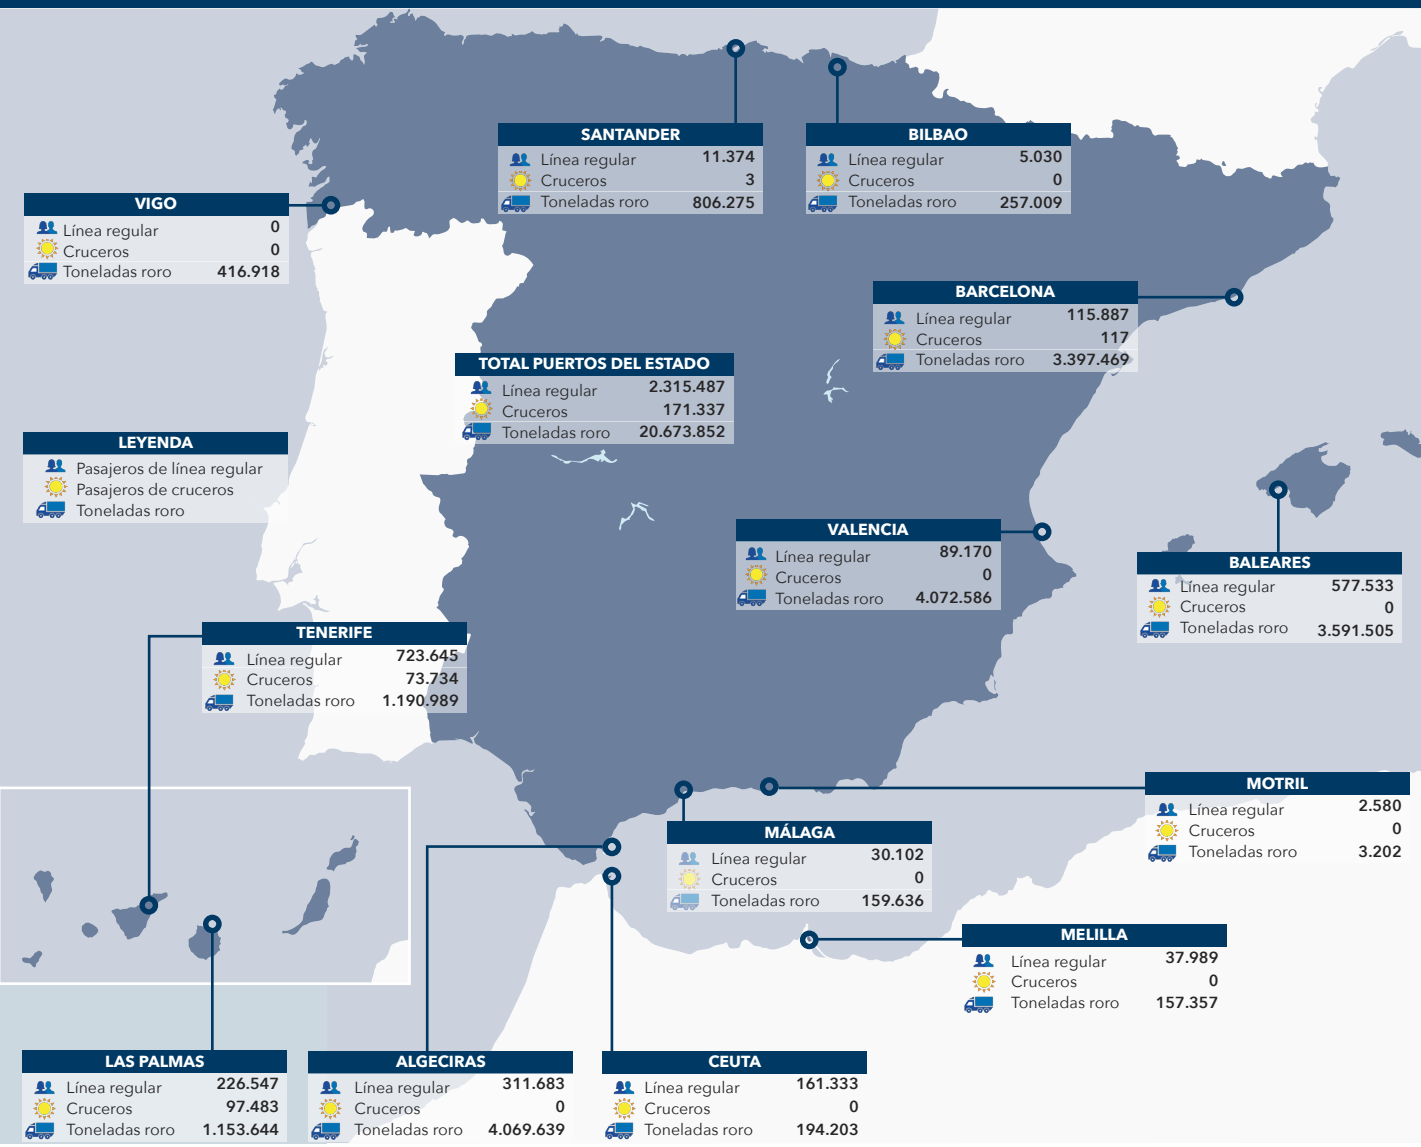 SANTANDER
Línea regular 11.374
Cruceros 3
Toneladas roro 806.275
BILBAO
Línea regular 5.030
Cruceros 0
Toneladas roro 257.009
VIGO
Línea regular 0
Cruceros 0
Toneladas roro 416.918
BARCELONA
Línea regular 115.887
Cruceros 117
Toneladas roro 3.397.469
TOTAL PUERTOS DEL ESTADO
Línea regular 2.315.487
Cruceros 171.337
Toneladas roro 20.673.852
LEYENDA
Pasajeros de línea regular
Pasajeros de cruceros
Toneladas roro
VALENCIA
Línea regular 89.170
Cruceros 0
Toneladas roro 4.072.586
BALEARES
Línea regular 577.533
Cruceros 0
Toneladas roro 3.591.505
TENERIFE
Línea regular 723.645
Cruceros 73.734
Toneladas roro 1.190.989
MOTRIL
Línea regular 2.580
Cruceros 0
Toneladas roro 3.202
MÁLAGA
Línea regular 30.102
Cruceros 0
Toneladas roro 159.636
MELILLA
Línea regular 37.989
Cruceros 0
Toneladas roro 157.357
LAS PALMAS
Línea regular 226.547
Cruceros 97.483
Toneladas roro 1.153.644
ALGECIRAS
Línea regular 311.683
Cruceros 0
Toneladas roro 4.069.639
CEUTA
Línea regular 161.333
Cruceros 0
Toneladas roro 194.203